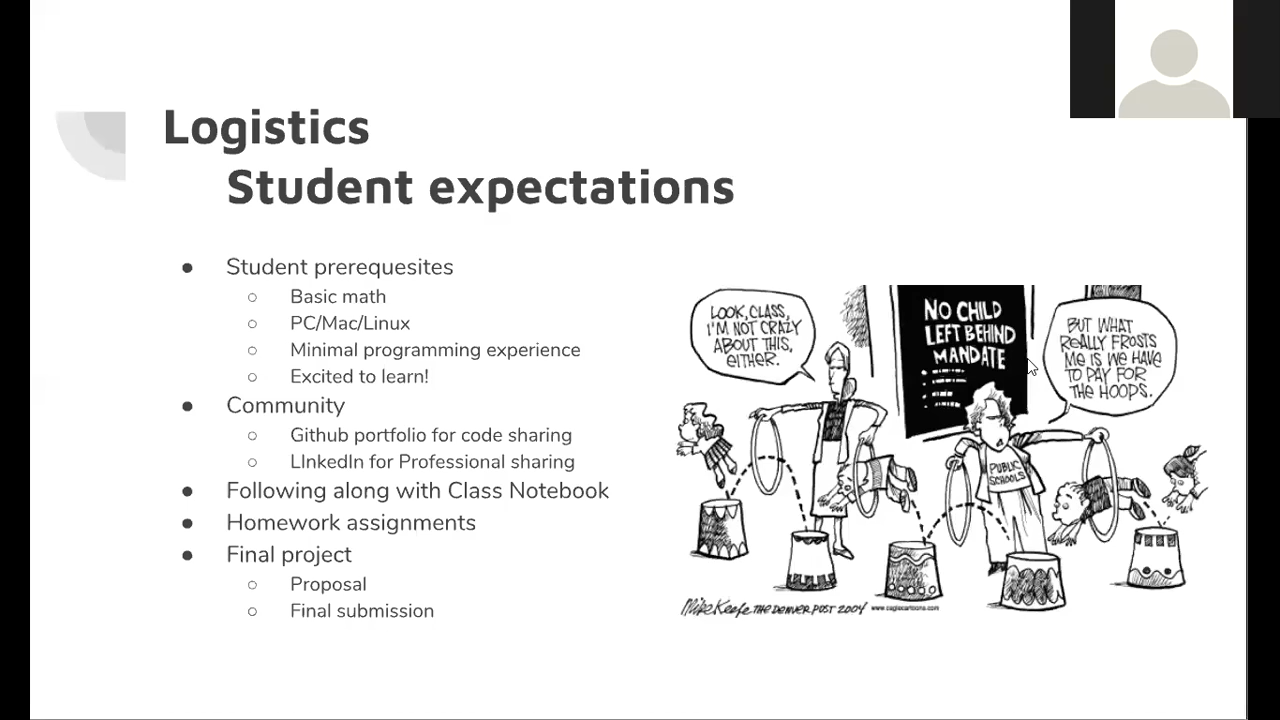 Logistics
Student expectations
● Student prerequesites
○ Basic math
○ PC/Mac/Linux
○ Minimal programming experience
○ Excited to learn!
● Community
○ Github portfolio for code sharing
○ LInkedIn for Professional sharing
● Following along with Class Notebook
● Homework assignments
● Final project
○ Proposal
○ Final submission
LOOK, CLASS,
I'M NOT CRAZY
ABOUT THIS,
EITHER.
NO CHILD
LEFT BEHIND
MANDATE
BUT WHAT
REALLY FROSTS
ME IS WE HAVE
TO PAY FOR
THE HOOPS.
PUBLIC
SCHOOLS
MIKE KEEFE THE DENVER POST 2004 www.caglecartoons.com